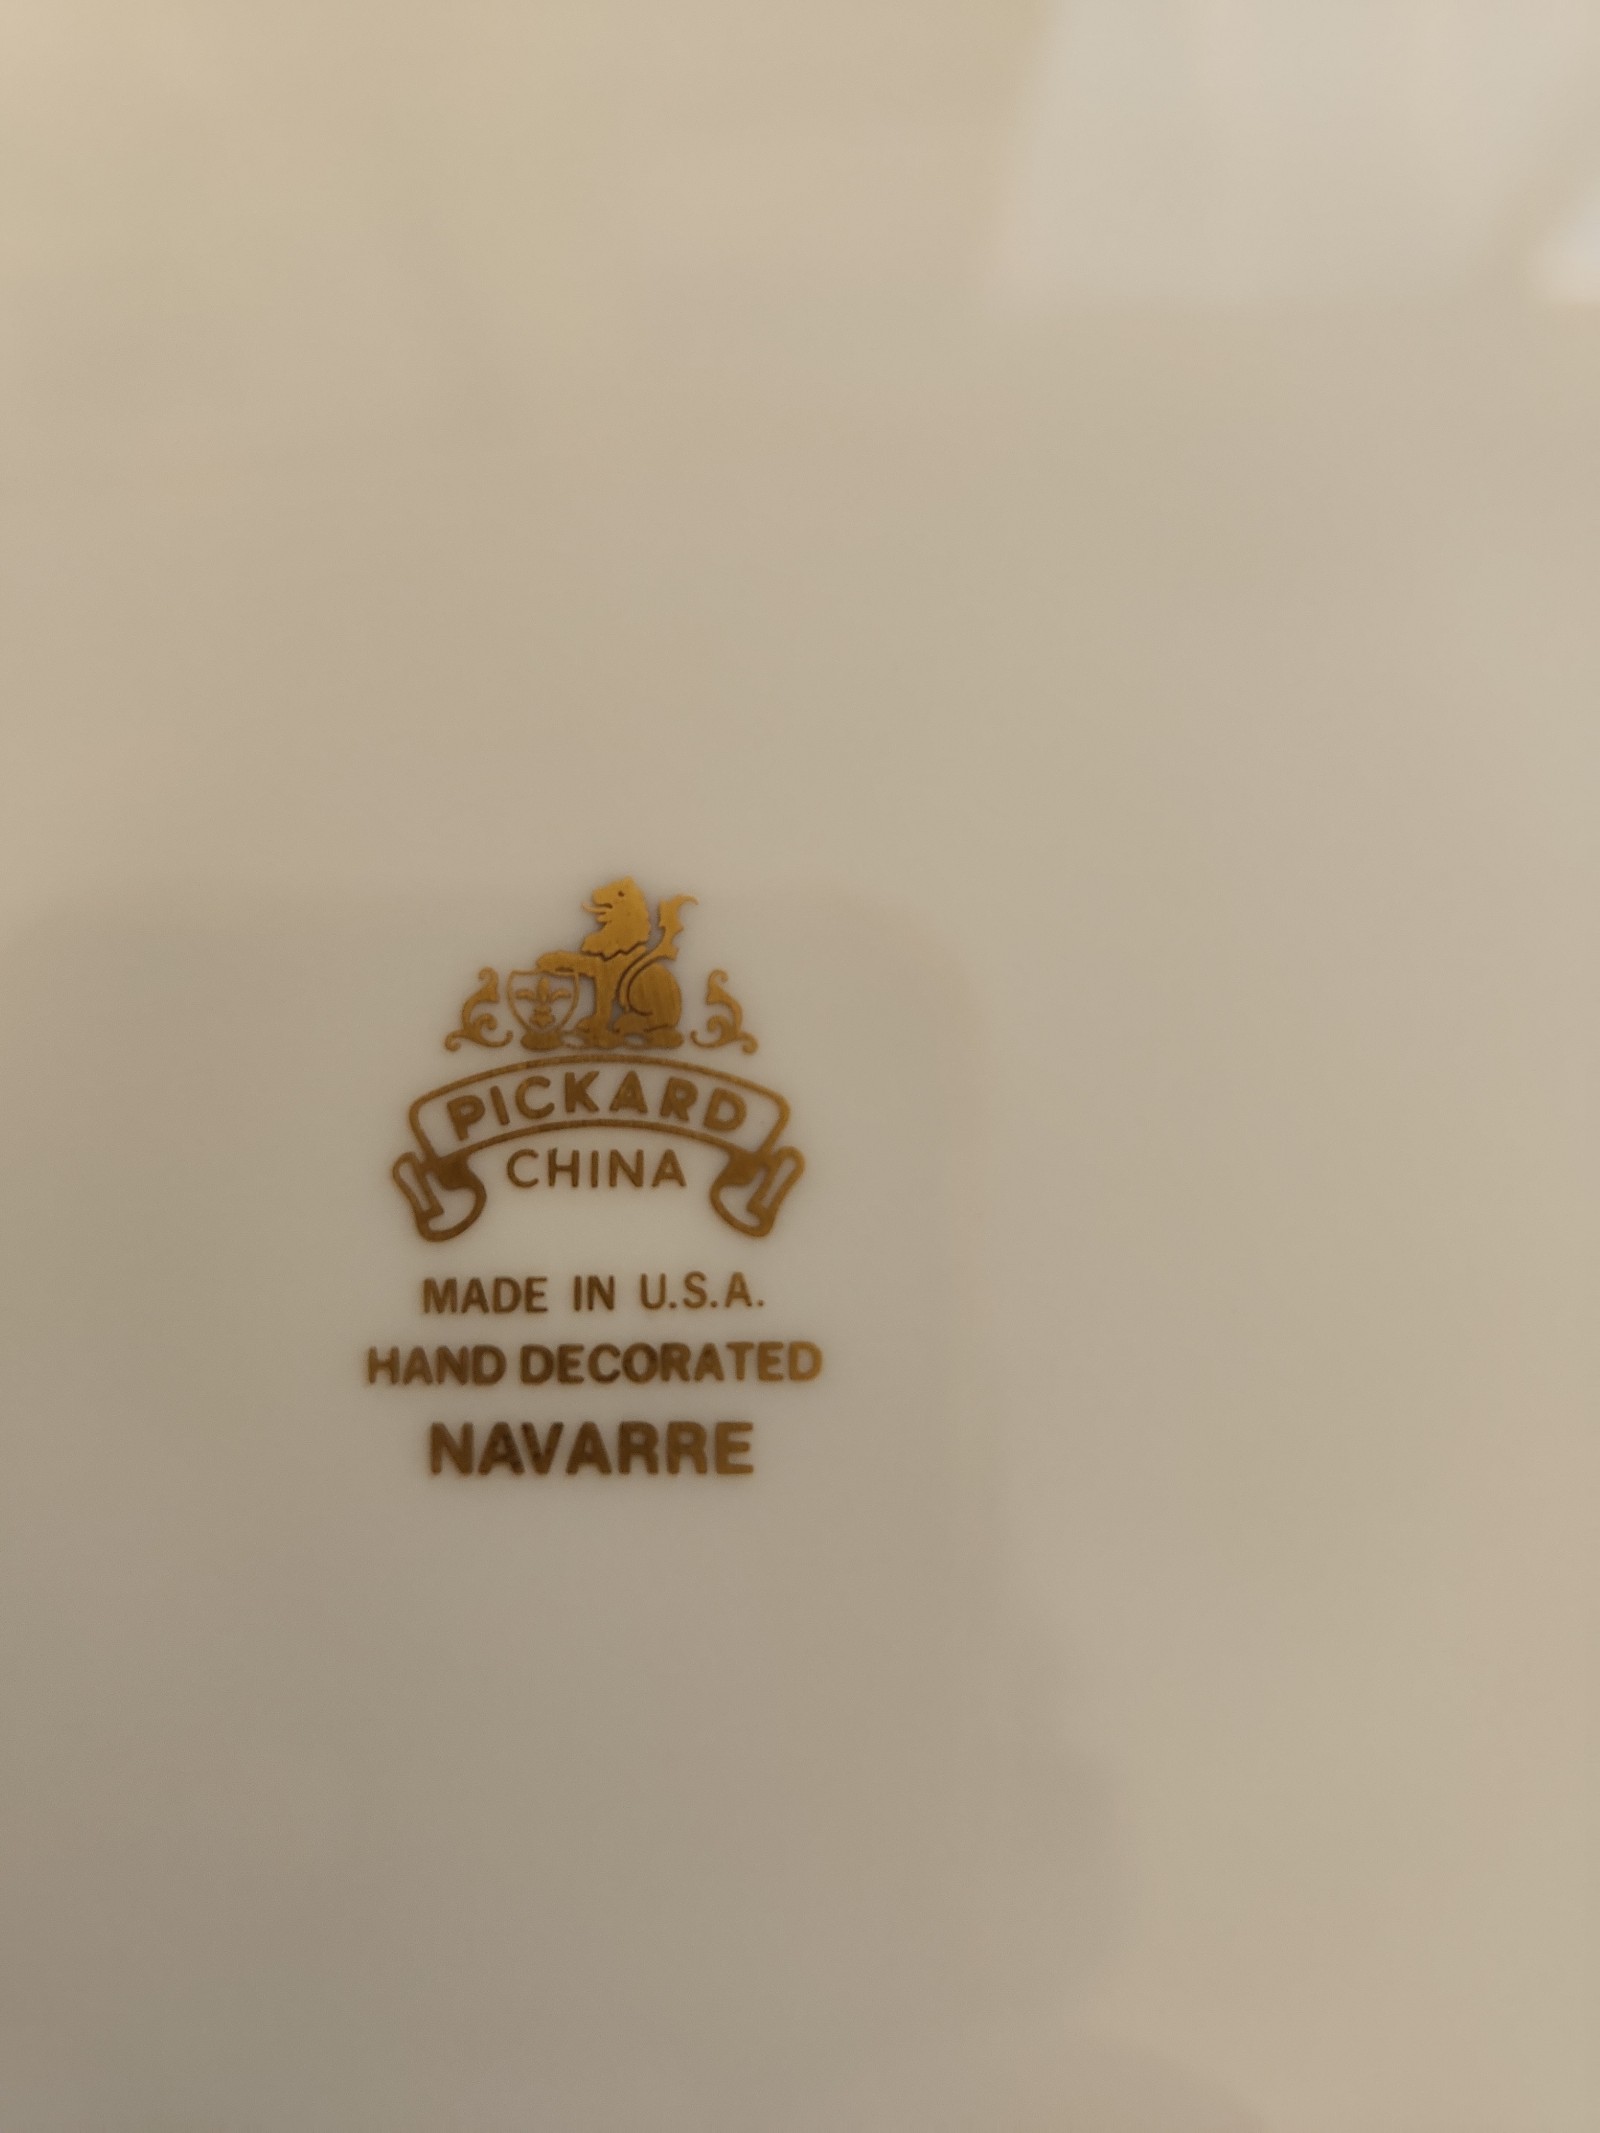 PICKARD
CHINA
MADE IN U.S.A.
HAND DECORATED
NAVARRE